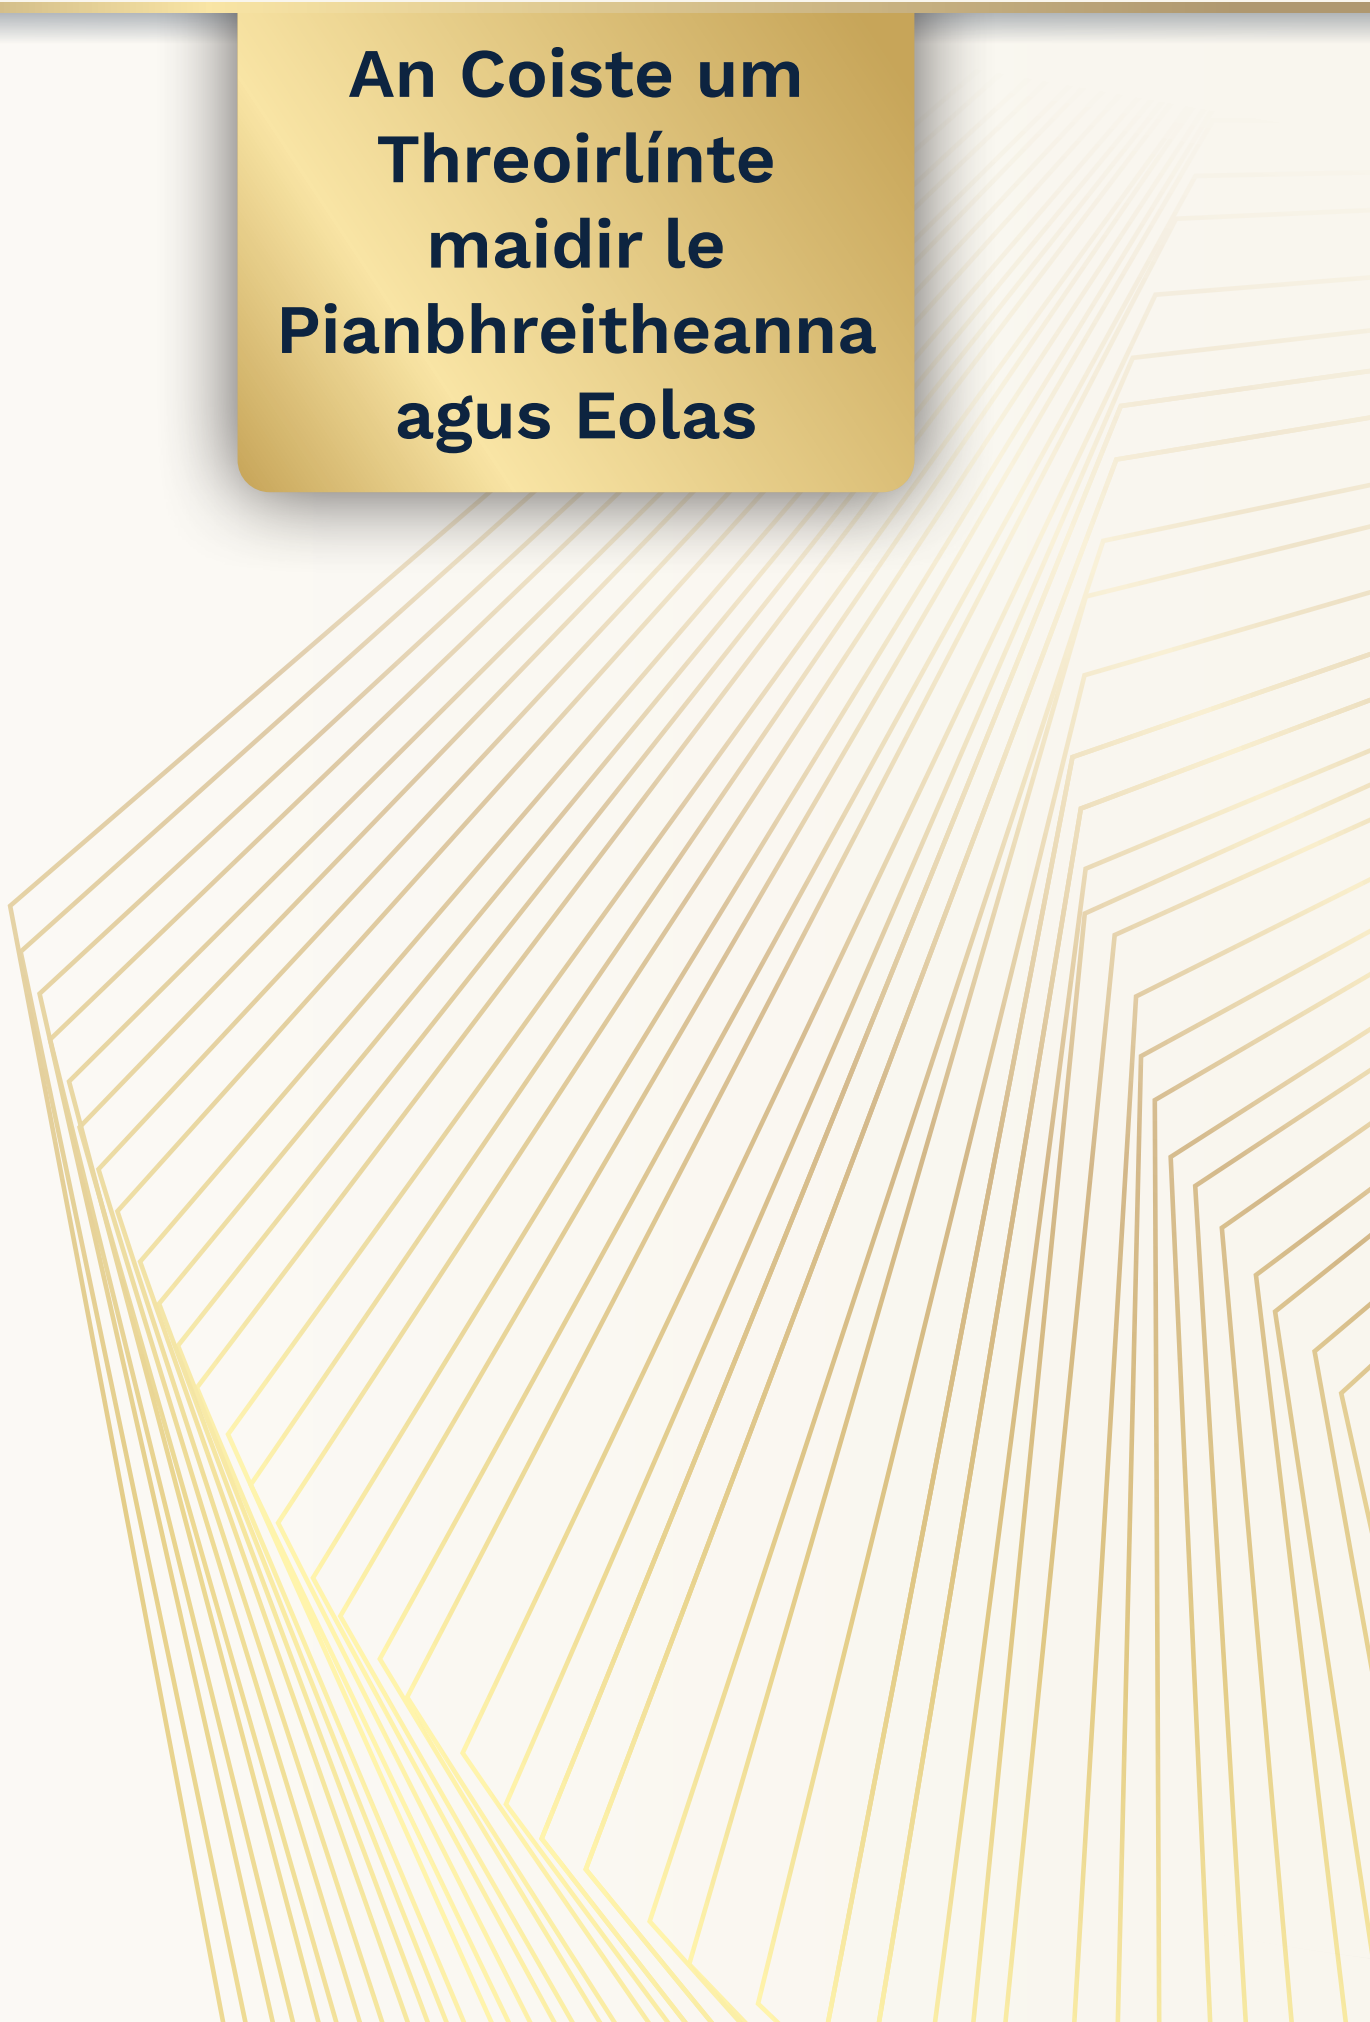 An Coiste um
Threoirlínte
maidir le
Pianbhreitheanna
agus Eolas